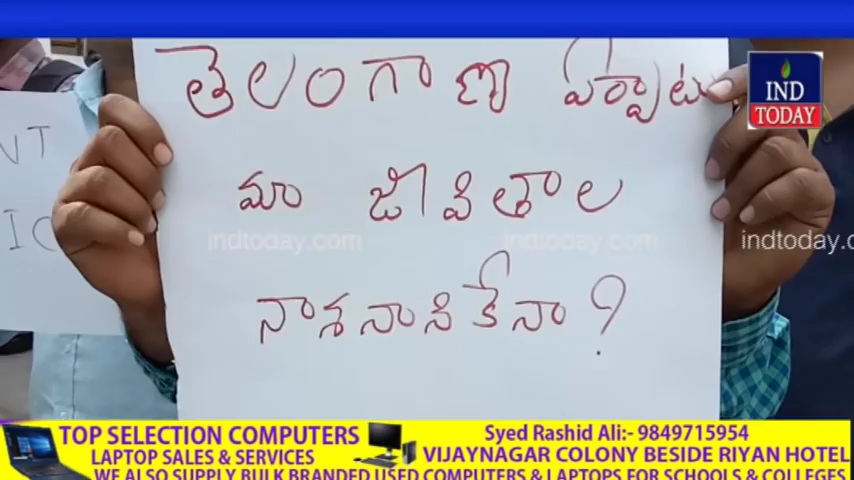 తెలంగాణ ఏర్పాటు
మా జీవితాల
నాశనానికేనా?
IND
TODAY
indtoday.com indtoday.com indtoday.c
TOP SELECTION COMPUTERS
LAPTOP SALES & SERVICES
Syed Rashid Ali:- 9849715954
VIJAYNAGAR COLONY BESIDE RIYAN HOTEL
WE ALSO SUPPLY BULK BRANDED USED COMPUTERS & LAPTOPS FOR SCHOOLS & COLLEGES